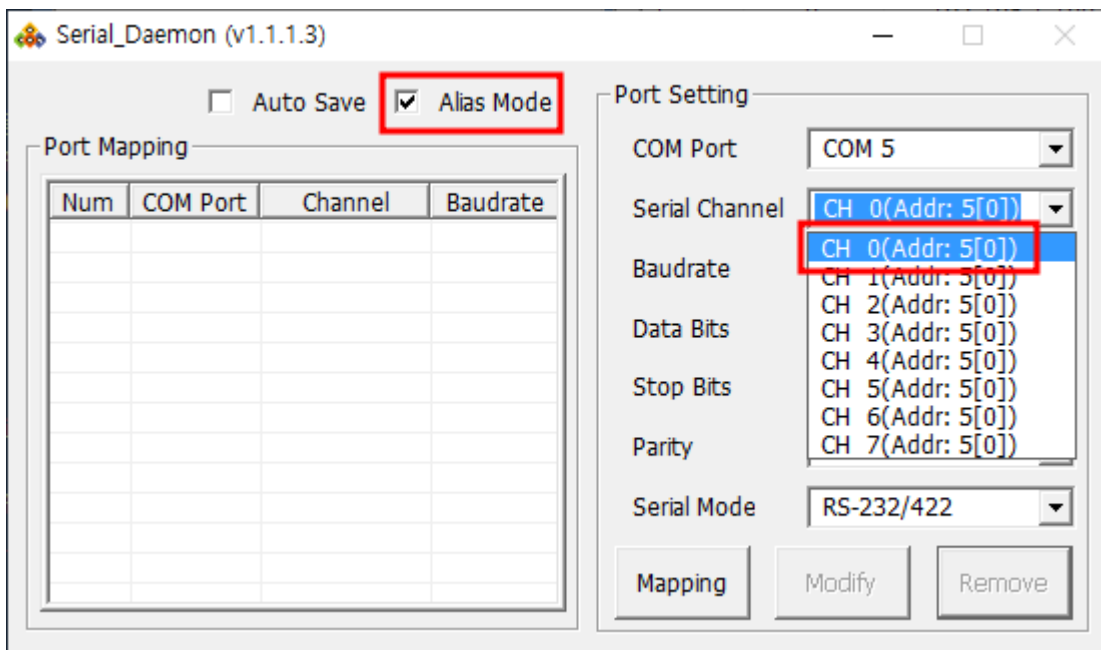 Serial_Daemon (v1.1.1.3)
Auto Save
Alias Mode
Port Mapping
Num COM Port Channel Baudrate
Port Setting
COM Port COM 5
Serial Channel CH 0(Addr: 5[0])
CH 0(Addr: 5[0])
Baudrate
CH 1(Addr: 5[0])
CH 2(Addr: 5[0])
Data Bits
CH 3(Addr: 5[0])
CH 4(Addr: 5[0])
Stop Bits
CH 5(Addr: 5[0])
CH 6(Addr: 5[0])
Parity
CH 7(Addr: 5[0])
Serial Mode RS-232/422
Mapping Modify Remove